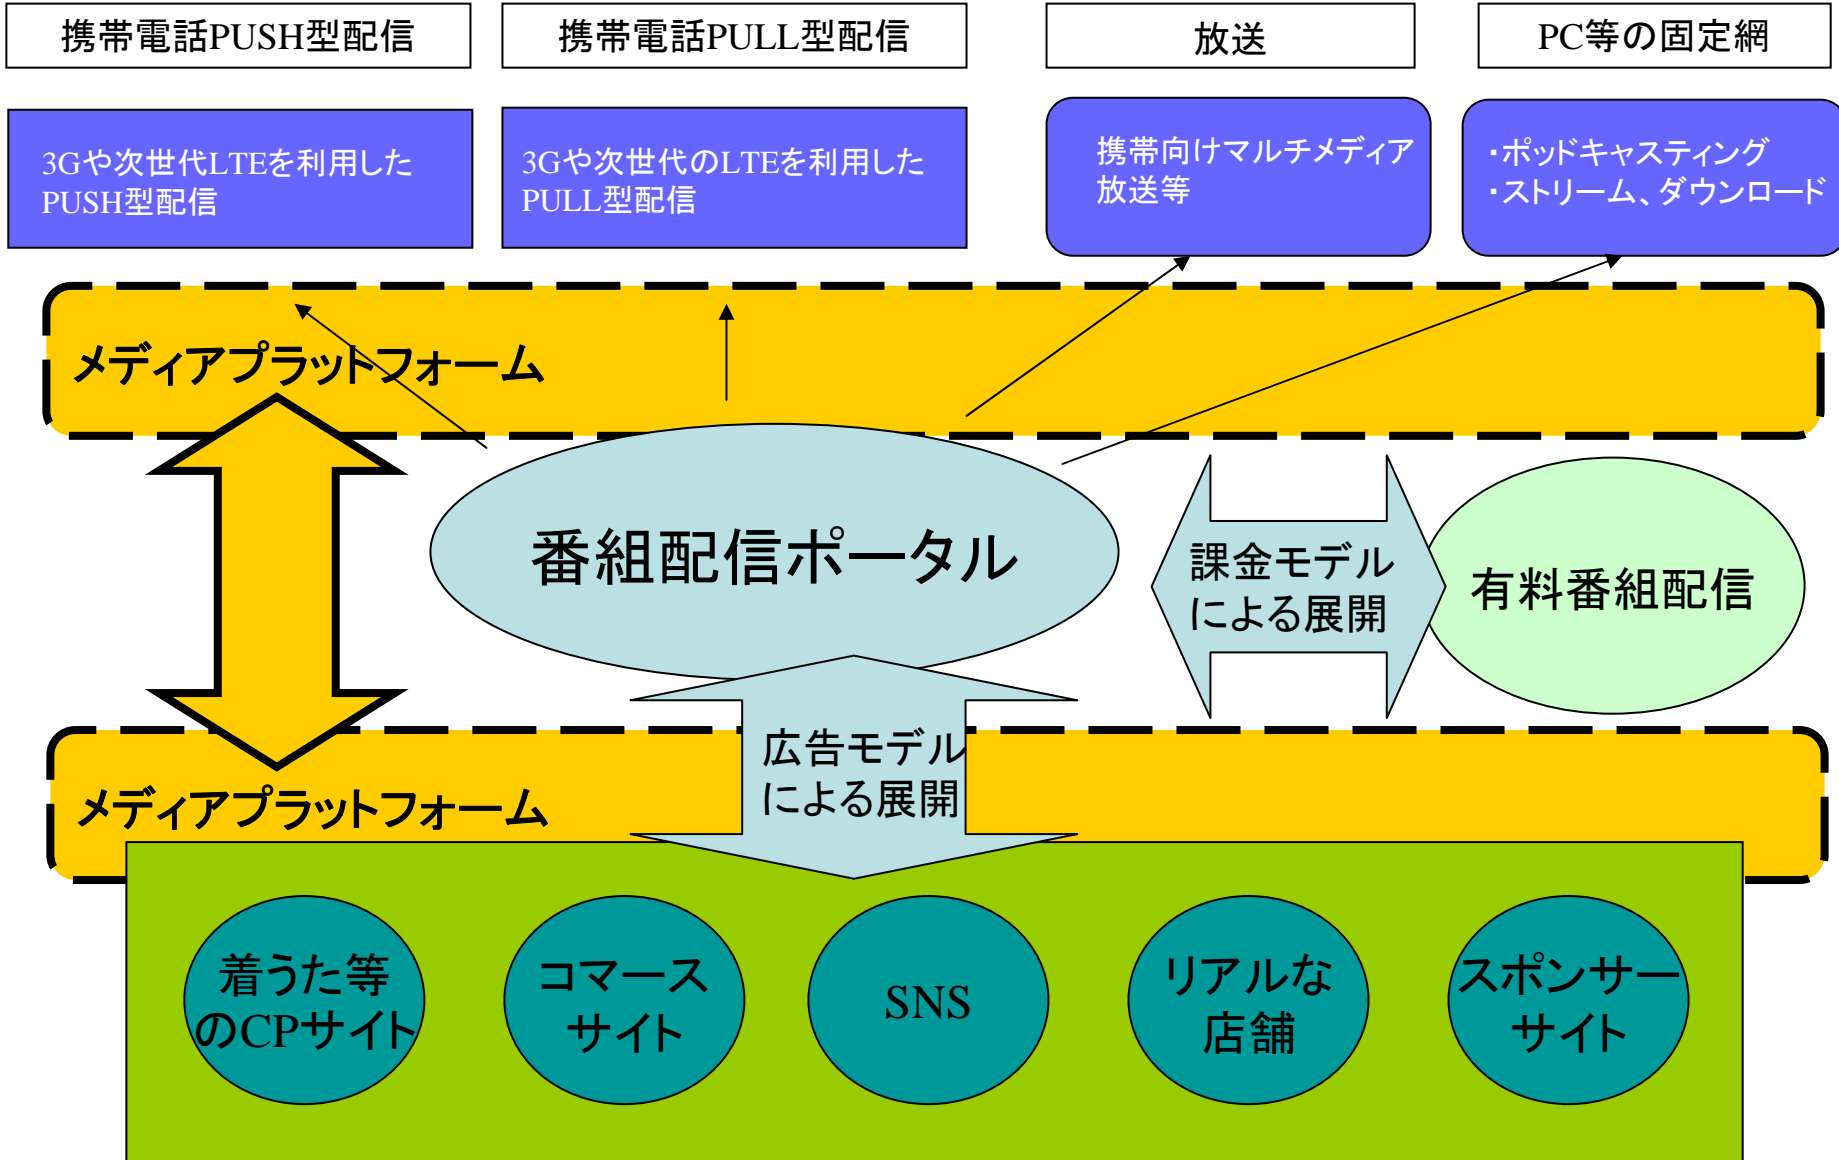 携帯電話PUSH型配信
携帯電話PULL型配信
放送
PC等の固定網
3Gや次世代LTEを利用した
PUSH型配信
3Gや次世代のLTEを利用した
PULL型配信
携帯向けマルチメディア
放送等
・ポッドキャスティング
・ストリーム、ダウンロード
メディアプラットフォーム
番組配信ポータル
課金モデル
による展開
有料番組配信
広告モデル
による展開
メディアプラットフォーム
着うた等
のCPサイト
コマース
サイト
SNS
リアルな
店舗
スポンサー
サイト